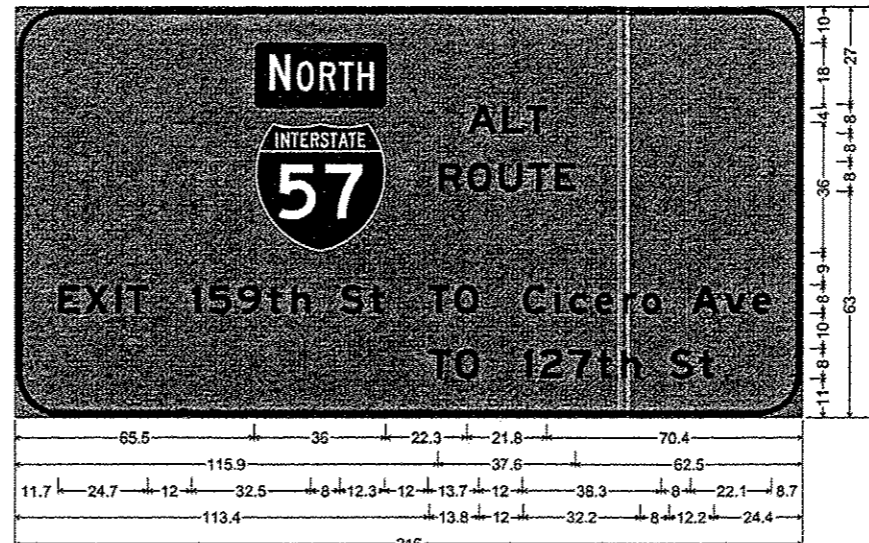 NORTH
INTERSTATE
57
ALT
ROUTE
EXIT 159th St TO Cicero Ave
TO 127th St
10
18
4
36
9
8
10
8
11
27
8
8
8
63
65.5 36 22.3 21.8 70.4
115.9 37.6 62.5
11.7 24.7 12 32.5 8 12.3 12 13.7 12 38.3 8 22.1 8.7
113.4 13.8 12 32.2 8 12.2 24.4